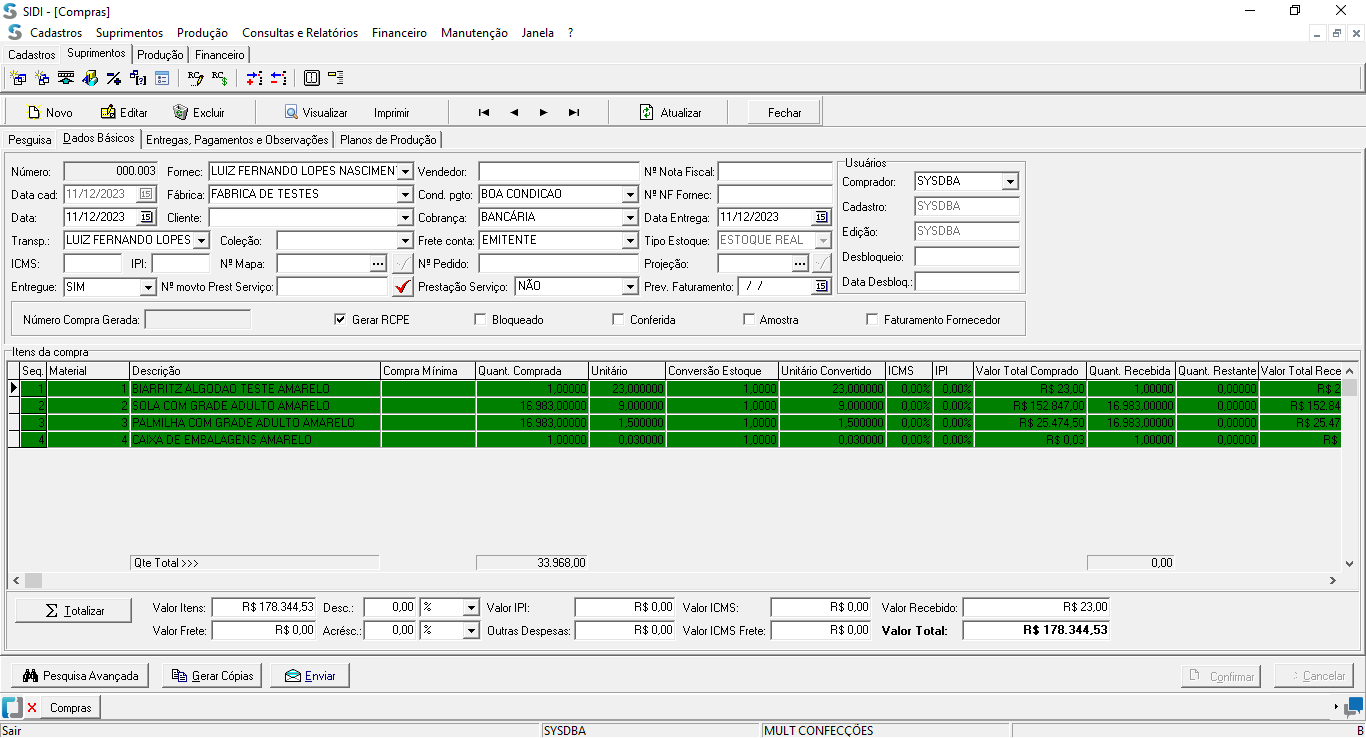 SIDI - [Compras]
Cadastros Suprimentos Produção Consultas e Relatórios Financeiro Manutenção Janela ?
Cadastros Suprimentos Produção Financeiro
Novo Editar Excluir Visualizar Imprimir Atualizar Fechar
Pesquisa Dados Básicos Entregas, Pagamentos e Observações Planos de Produção
Número: 000.003 Fornec: LUIZ FERNANDO LOPES NASCIMEN Vendedor: Nº Nota Fiscal: Usuários
Comprador: SYSDBA
Data cad: 11/12/2023 15 Fábrica: FABRICA DE TESTES Cond. pgto: BOA CONDICAO Nº NF Fornec:
Cadastro: SYSDBA
Data: 11/12/2023 15 Cliente: Cobrança: BANCÁRIA Data Entrega: 11/12/2023 15
Edição: SYSDBA
Transp.: LUIZ FERNANDO LOPES Coleção: Frete conta: EMITENTE Tipo Estoque: ESTOQUE REAL
Desbloqueio:
ICMS: IPI: Nº Mapa: ... Nº Pedido: Projeção: ...
Data Desbloq.:
Entregue: SIM Nº movto Prest Serviço: Prestação Serviço: NÃO Prev. Faturamento: / / 15
Número Compra Gerada: Gerar RCPE Bloqueado Conferida Amostra Faturamento Fornecedor
Itens da compra
Seq. Material Descrição Compra Mínima Quant. Comprada Unitário Conversão Estoque Unitário Convertido ICMS IPI Valor Total Comprado Quant. Recebida Quant. Restante Valor Total Rece
1 1 BIARRITZ ALGODAO TESTE AMARELO 1,00000 23,000000 1,0000 23,000000 0,00% 0,00% R$ 23,00 1,00000 0,00000 R$ 2
2 2 SOLA COM GRADE ADULTO AMARELO 16.983,00000 9,000000 1,0000 9,000000 0,00% 0,00% R$ 152.847,00 16.983,00000 0,00000 R$ 152.84
3 3 PALMILHA COM GRADE ADULTO AMARELO 16.983,00000 1,500000 1,0000 1,500000 0,00% 0,00% R$ 25.474,50 16.983,00000 0,00000 R$ 25.47
4 4 CAIXA DE EMBALAGENS AMARELO 1,00000 0,030000 1,0000 0,030000 0,00% 0,00% R$ 0,03 1,00000 0,00000 R$
Qte Total >>> 33.968,00 0,00
Totalizar Valor Itens: R$ 178.344,53 Desc.: 0,00 % Valor IPI: R$ 0,00 Valor ICMS: R$ 0,00 Valor Recebido: R$ 23,00
Valor Frete: R$ 0,00 Acrésc.: 0,00 % Outras Despesas: R$ 0,00 Valor ICMS Frete: R$ 0,00 Valor Total: R$ 178.344,53
Pesquisa Avançada Gerar Cópias Enviar Confirmar Cancelar
Compras
Sair SYSDBA MULT CONFECÇÕES B